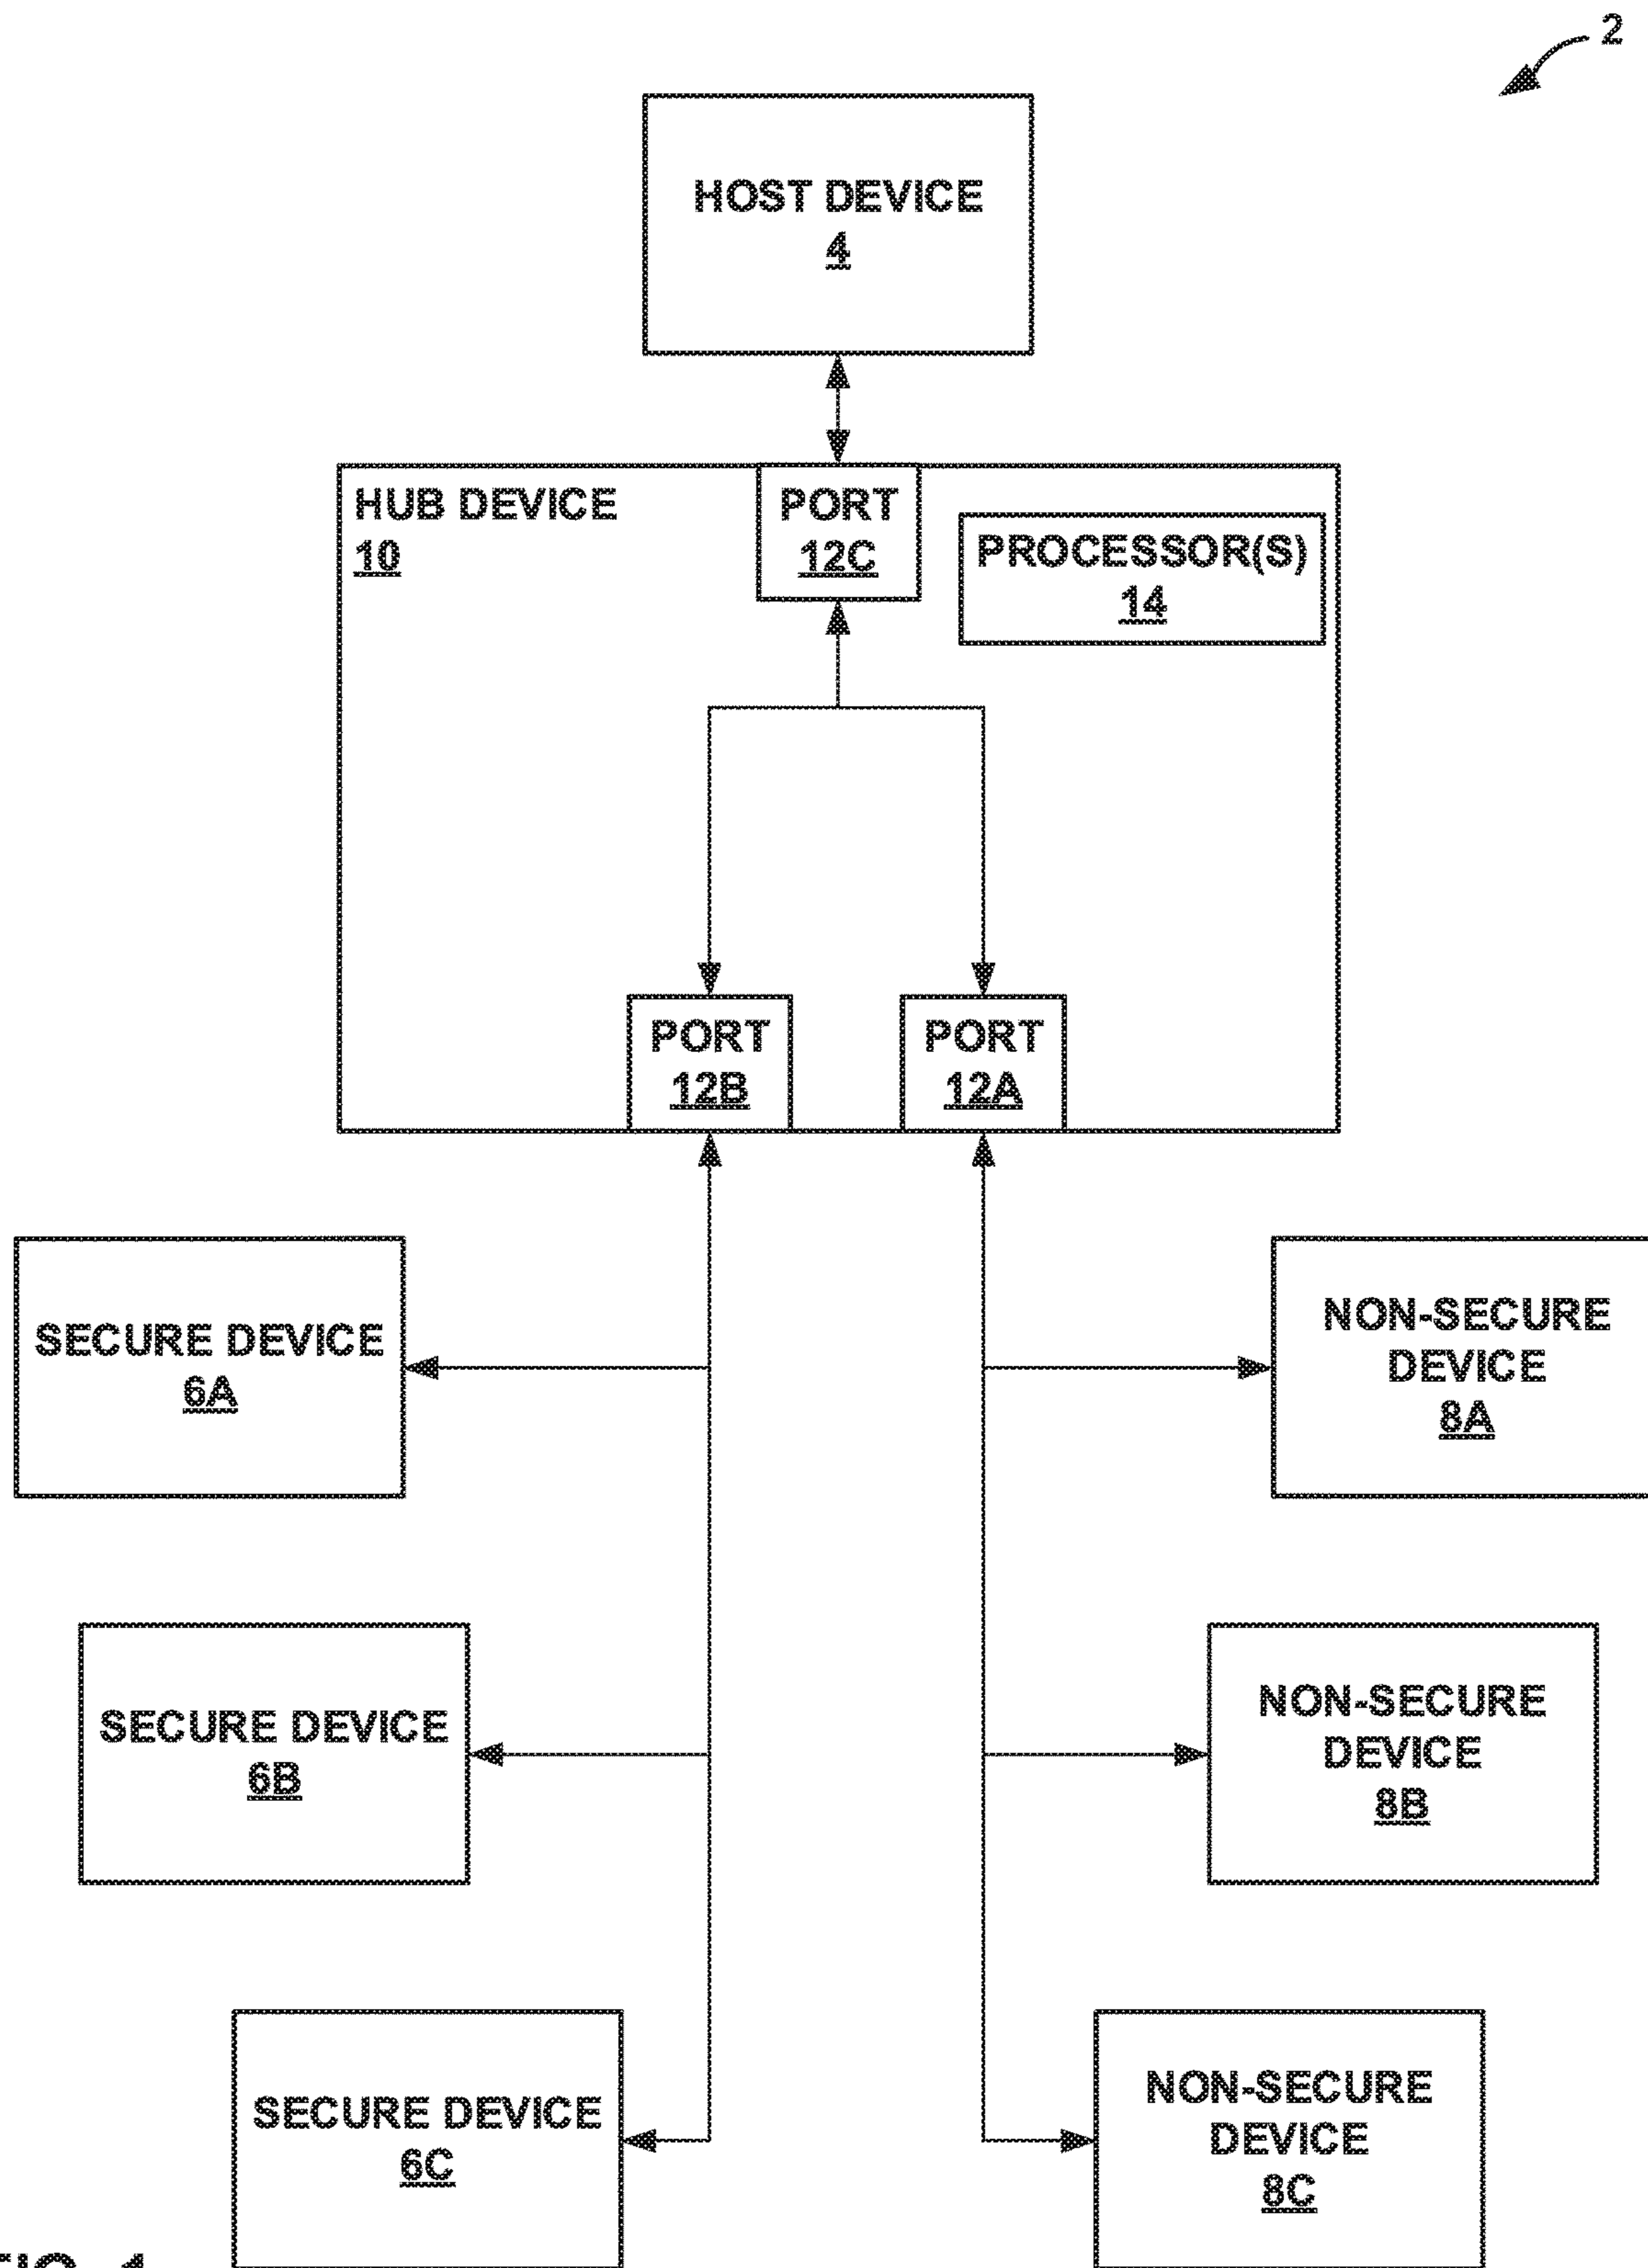 2
HOST DEVICE
4
HUB DEVICE
10
PORT
12C
PROCESSOR(S)
14
PORT
12B
PORT
12A
SECURE DEVICE
6A
NON-SECURE
DEVICE
8A
SECURE DEVICE
6B
NON-SECURE
DEVICE
8B
SECURE DEVICE
6C
NON-SECURE
DEVICE
8C